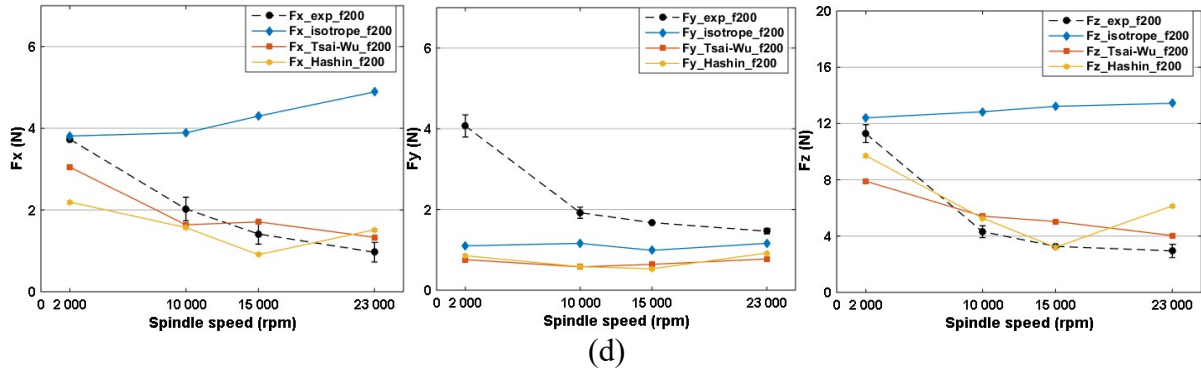 Fx (N)
6
4
2
0
0 2 000 10 000 15 000 23 000
Spindle speed (rpm)
Fx_exp_f200
Fx_isotrope_f200
Fx_Tsai-Wu_f200
Fx_Hashin_f200
Fy (N)
6
4
2
0
0 2 000 10 000 15 000 23 000
Spindle speed (rpm)
Fy_exp_f200
Fy_isotrope_f200
Fy_Tsai-Wu_f200
Fy_Hashin_f200
Fz (N)
20
16
12
8
4
0
0 2 000 10 000 15 000 23 000
Spindle speed (rpm)
Fz_exp_f200
Fz_isotrope_f200
Fz_Tsai-Wu_f200
Fz_Hashin_f200
(d)